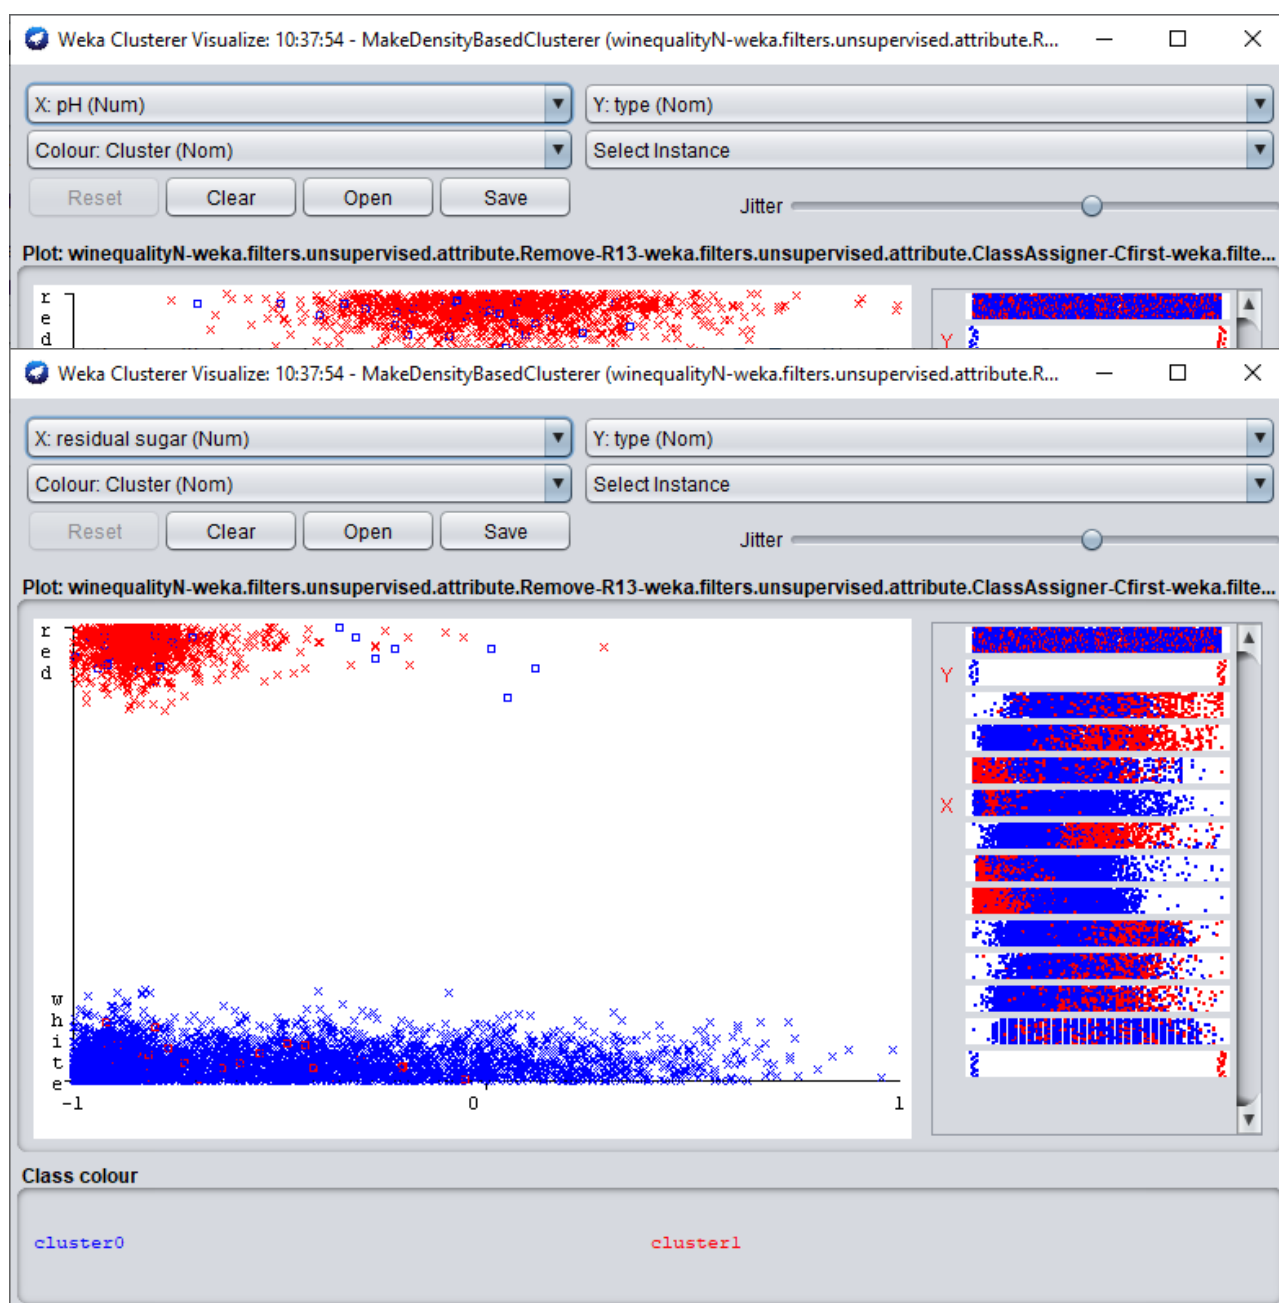 Weka Clusterer Visualize: 10:37:54 - MakeDensityBasedClusterer (winequalityN-weka.filters.unsupervised.attribute.R...
X: pH (Num)
Y: type (Nom)
Colour: Cluster (Nom)
Select Instance
Reset
Clear
Open
Save
Jitter
Plot: winequalityN-weka.filters.unsupervised.attribute.Remove-R13-weka.filters.unsupervised.attribute.ClassAssigner-Cfirst-weka.filte...
red
Y
Weka Clusterer Visualize: 10:37:54 - MakeDensityBasedClusterer (winequalityN-weka.filters.unsupervised.attribute.R...
X: residual sugar (Num)
Y: type (Nom)
Colour: Cluster (Nom)
Select Instance
Reset
Clear
Open
Save
Jitter
Plot: winequalityN-weka.filters.unsupervised.attribute.Remove-R13-weka.filters.unsupervised.attribute.ClassAssigner-Cfirst-weka.filte...
red
Y
X
white
-1
0
1
Class colour
cluster0
cluster1